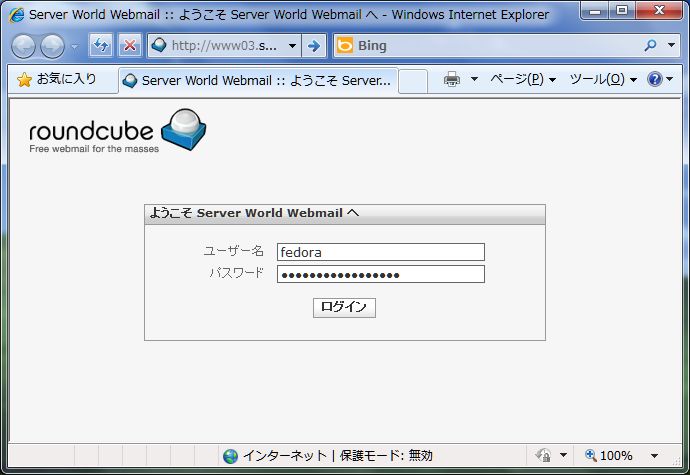 Server World Webmail :: ようこそ Server World Webmail へ - Windows Internet Explorer
http://www03.s...
Bing
お気に入り
Server World Webmail :: ようこそ Server...
ページ(P)
ツール(O)
roundcube
Free webmail for the masses
ようこそ Server World Webmail へ
ユーザー名 fedora
パスワード •••••••••••••••••
ログイン
インターネット | 保護モード: 無効
100%